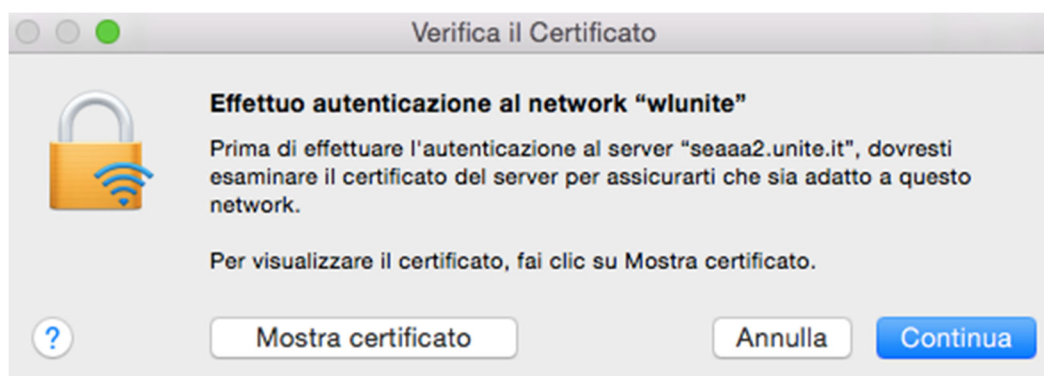 Verifica il Certificato
Effettuo autenticazione al network “wlunite”
Prima di effettuare l'autenticazione al server “seaaa2.unite.it”, dovresti
esaminare il certificato del server per assicurarti che sia adatto a questo
network.
Per visualizzare il certificato, fai clic su Mostra certificato.
?
Mostra certificato
Annulla
Continua